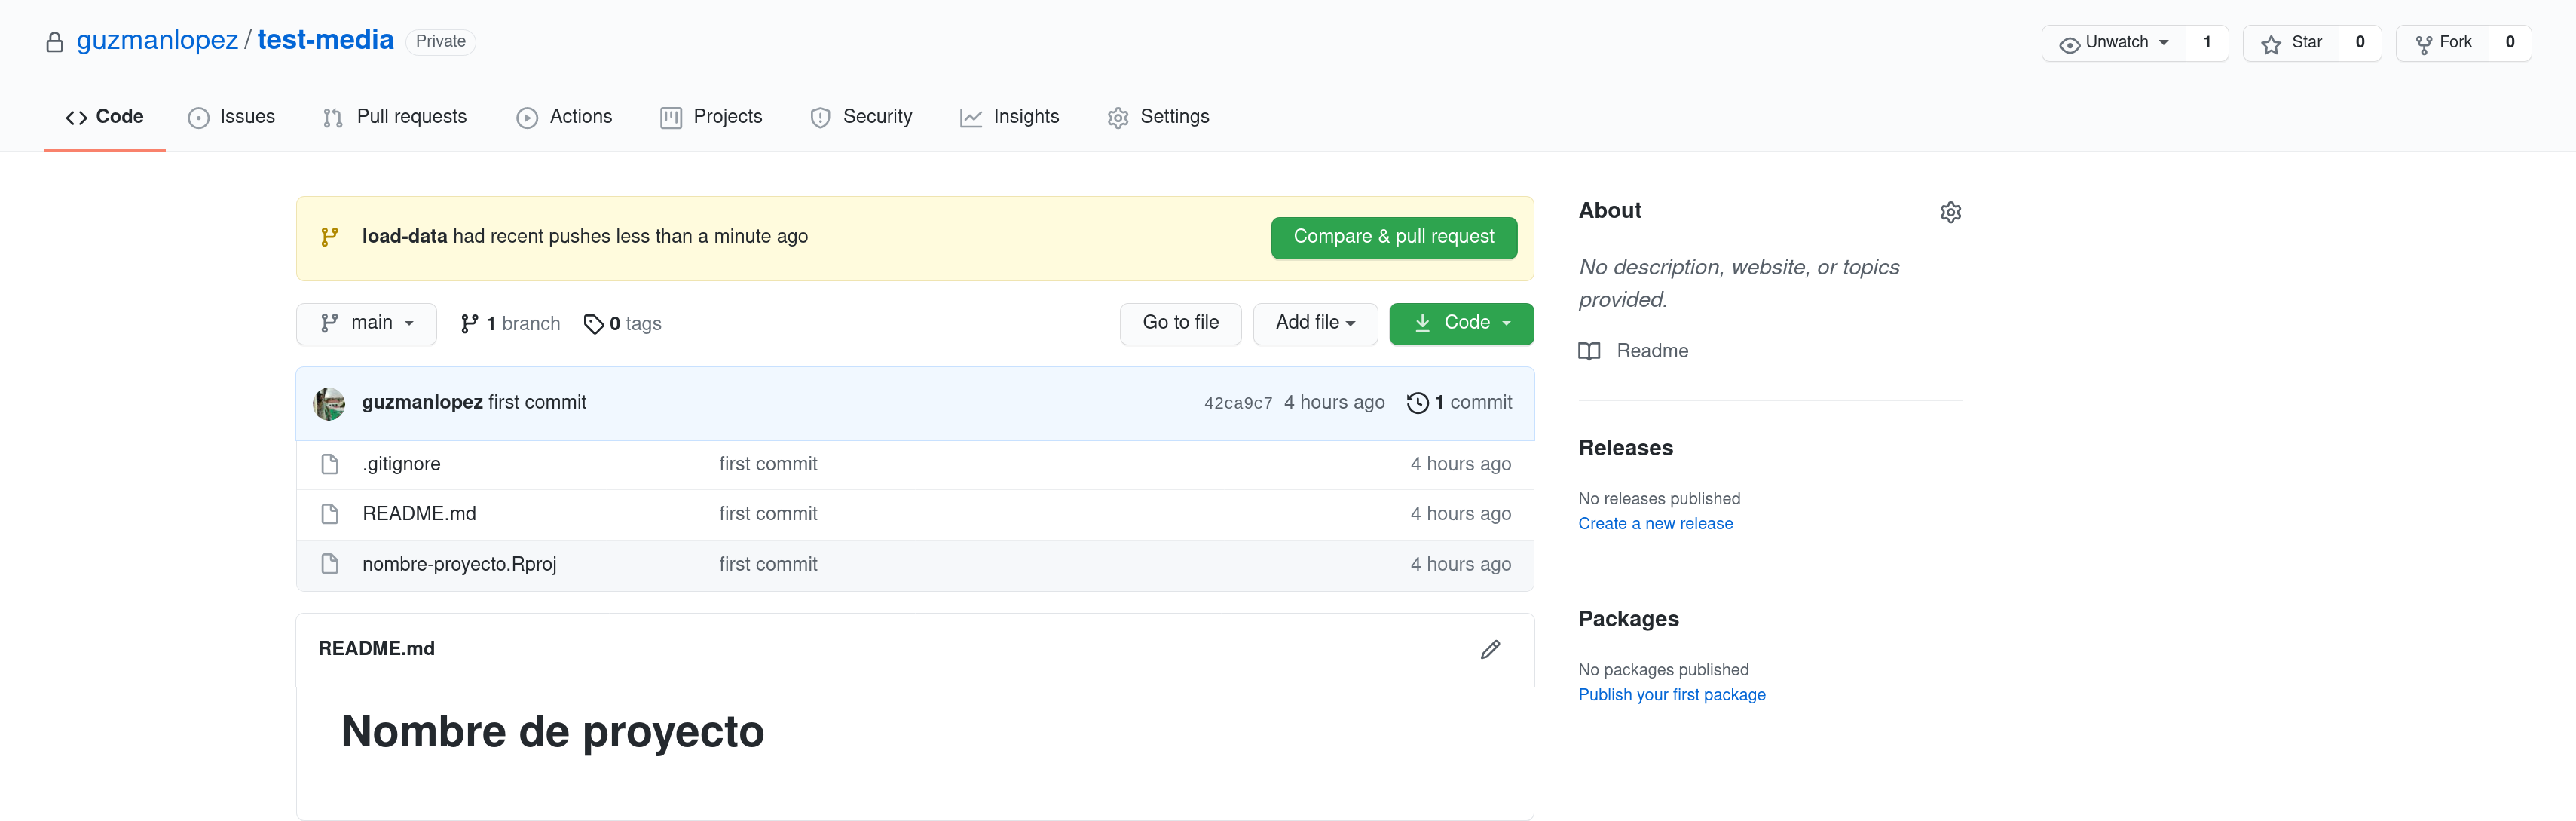 guzmanlopez / test-media Private
Unwatch 1 Star 0 Fork 0
Code Issues Pull requests Actions Projects Security Insights Settings
load-data had recent pushes less than a minute ago Compare & pull request
main 1 branch 0 tags Go to file Add file Code
guzmanlopez first commit 42ca9c7 4 hours ago 1 commit
.gitignore first commit 4 hours ago
README.md first commit 4 hours ago
nombre-proyecto.Rproj first commit 4 hours ago
README.md
Nombre de proyecto
About
No description, website, or topics
provided.
Readme
Releases
No releases published
Create a new release
Packages
No packages published
Publish your first package